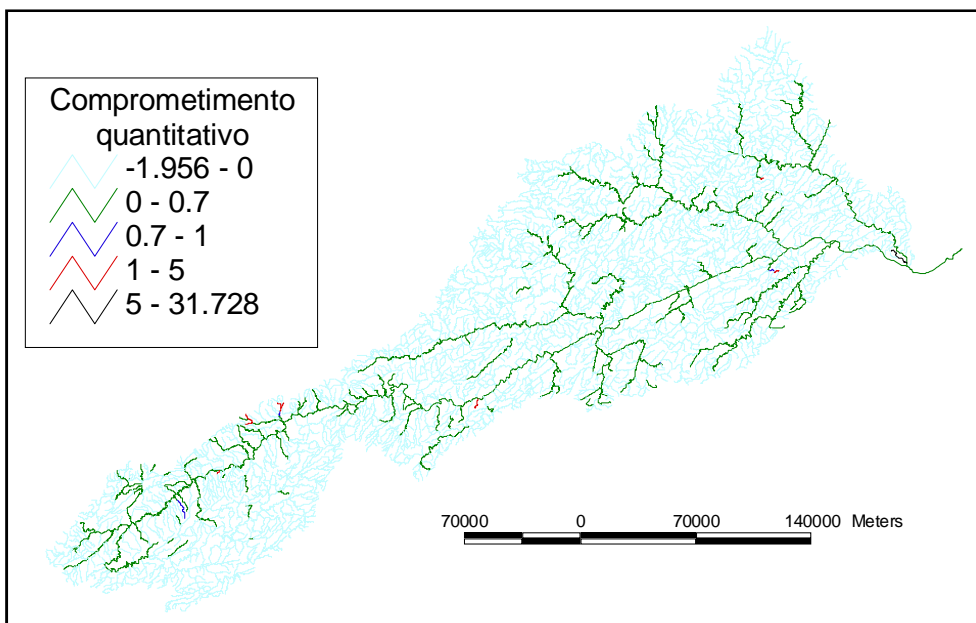 Comprometimento
quantitativo
-1.956 - 0
0 - 0.7
0.7 - 1
1 - 5
5 - 31.728
70000 0 70000 140000 Meters